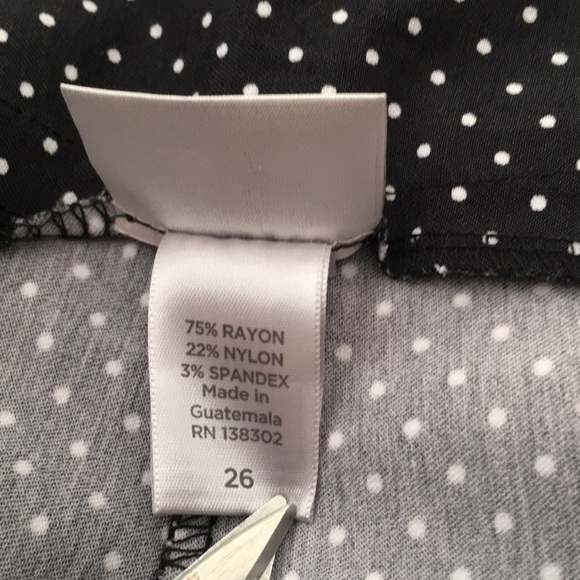 75% RAYON
22% NYLON
3% SPANDEX
Made in
Guatemala
RN 138302
26